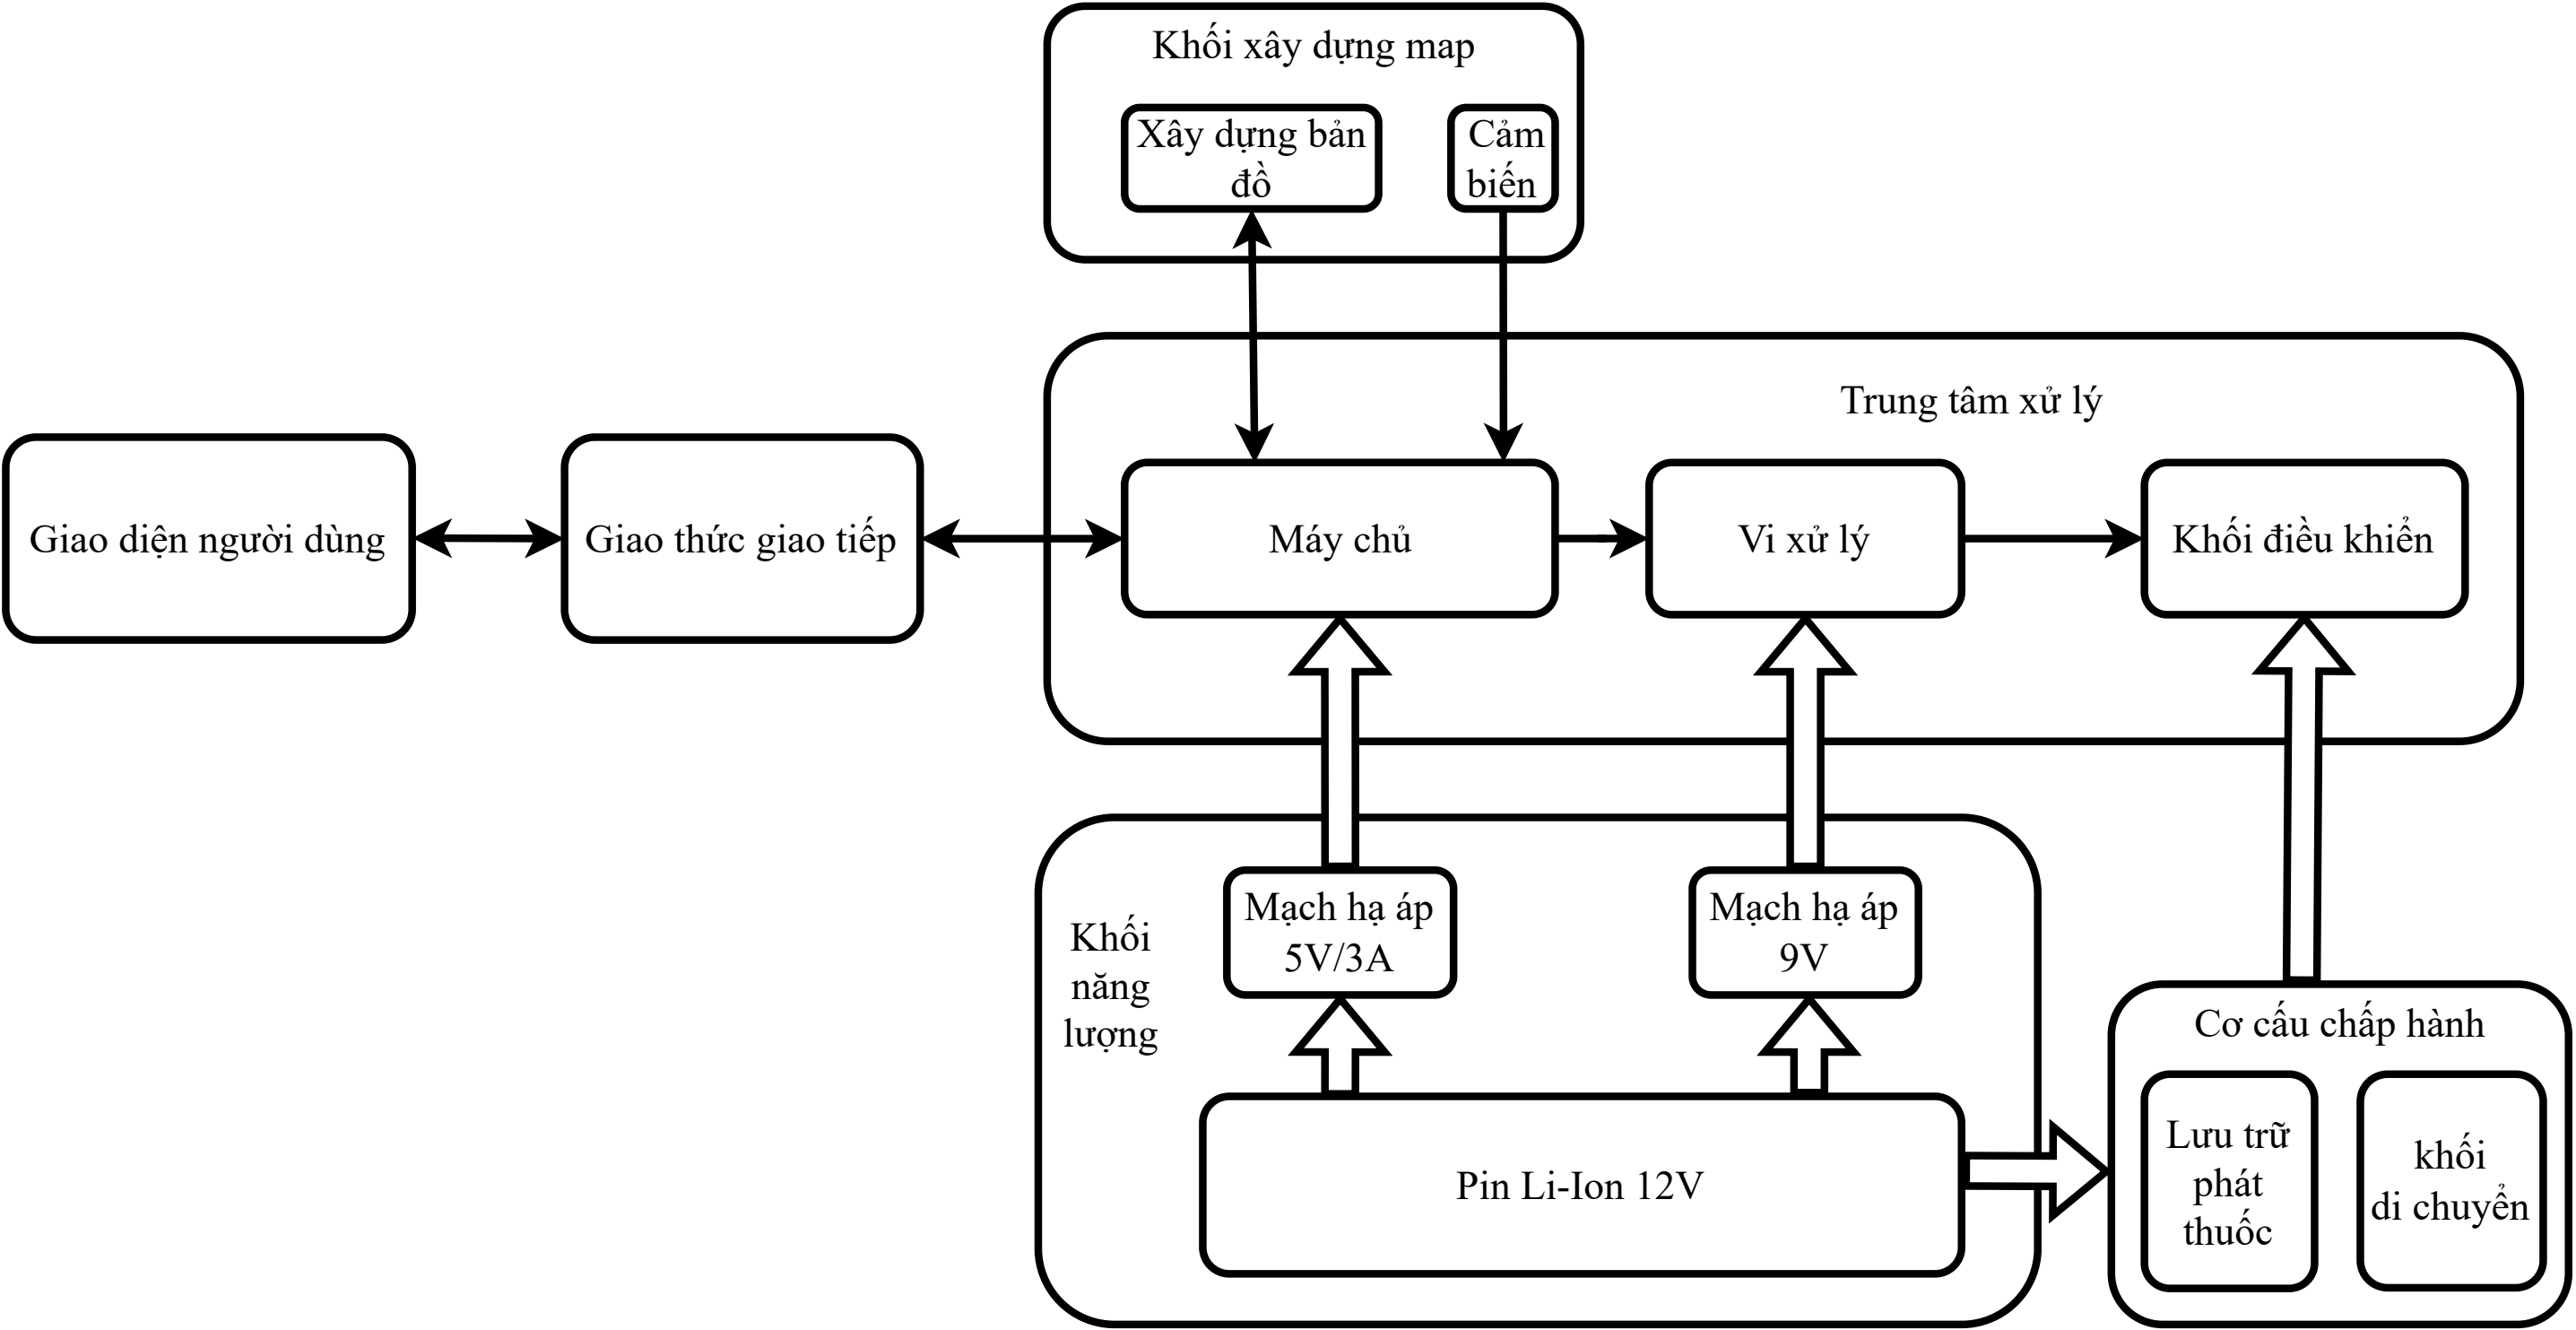 Khối xây dựng map
Xây dựng bản
đồ
Cảm
biến
Trung tâm xử lý
Giao diện người dùng
Giao thức giao tiếp
Máy chủ
Vi xử lý
Khối điều khiển
Khối
năng
lượng
Mạch hạ áp
5V/3A
Mạch hạ áp
9V
Pin Li-Ion 12V
Cơ cấu chấp hành
Lưu trữ
phát
thuốc
khối
di chuyển